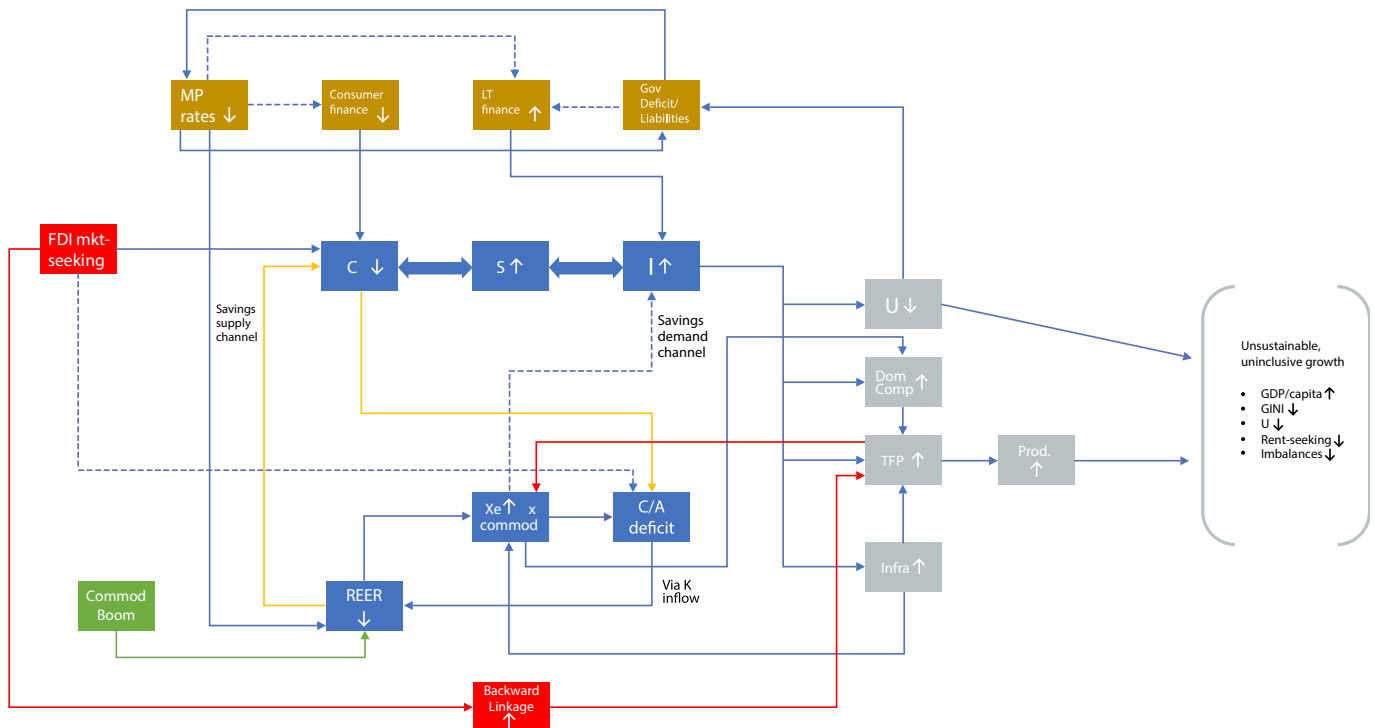 MP
rates ↓
Consumer
finance ↓
LT
finance ↑
Gov
Deficit/
Liabilities
FDI mkt-
seeking
C ↓
S ↑
I ↑
Savings
supply
channel
Savings
demand
channel
U ↓
Dom
Comp ↑
TFP ↑
Prod.
↑
Infra ↑
Unsustainable,
uninclusive growth
• GDP/capita ↑
• GINI ↓
• U ↓
• Rent-seeking ↓
• Imbalances ↓
Xe ↑ x
commod
C/A
deficit
Via K
inflow
REER
↓
Commod
Boom
Backward
Linkage
↑